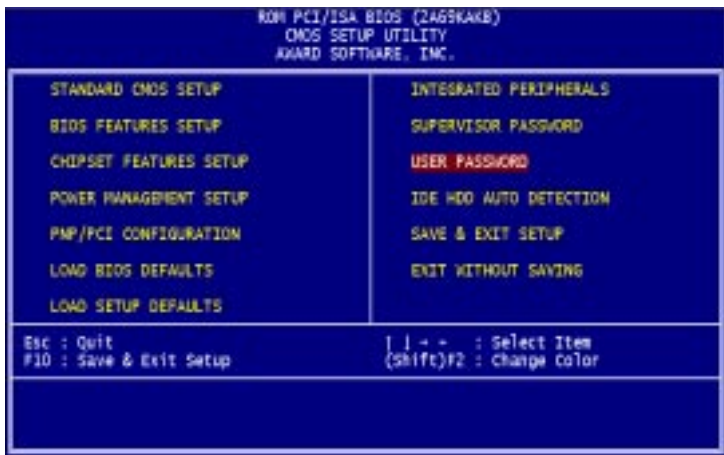 ROM PCI/ISA BIOS (2A69KAKB)
CMOS SETUP UTILITY
AWARD SOFTWARE, INC.
STANDARD CMOS SETUP
BIOS FEATURES SETUP
CHIPSET FEATURES SETUP
POWER MANAGEMENT SETUP
PNP/PCI CONFIGURATION
LOAD BIOS DEFAULTS
LOAD SETUP DEFAULTS
INTEGRATED PERIPHERALS
SUPERVISOR PASSWORD
USER PASSWORD
IDE HDD AUTO DETECTION
SAVE & EXIT SETUP
EXIT WITHOUT SAVING
Esc : Quit
F10 : Save & Exit Setup
↑ ↓ → ← : Select Item
(Shift)F2 : Change Color